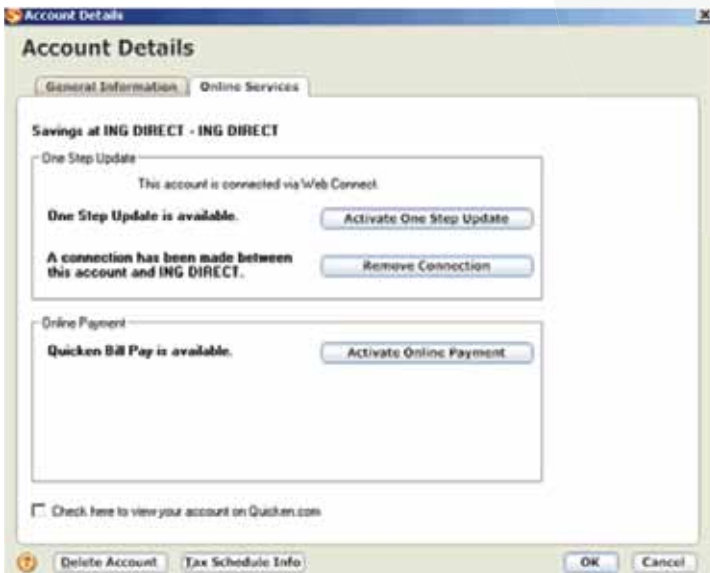 Account Details
Account Details
General Information
Online Services
Savings at ING DIRECT - ING DIRECT
One Step Update
This account is connected via Web Connect
One Step Update is available.
Activate One Step Update
A connection has been made between
this account and ING DIRECT.
Remove Connection
Online Payment
Quicken Bill Pay is available.
Activate Online Payment
Check here to view your account on Quicken.com
? Delete Account
Tax Schedule Info
OK
Cancel